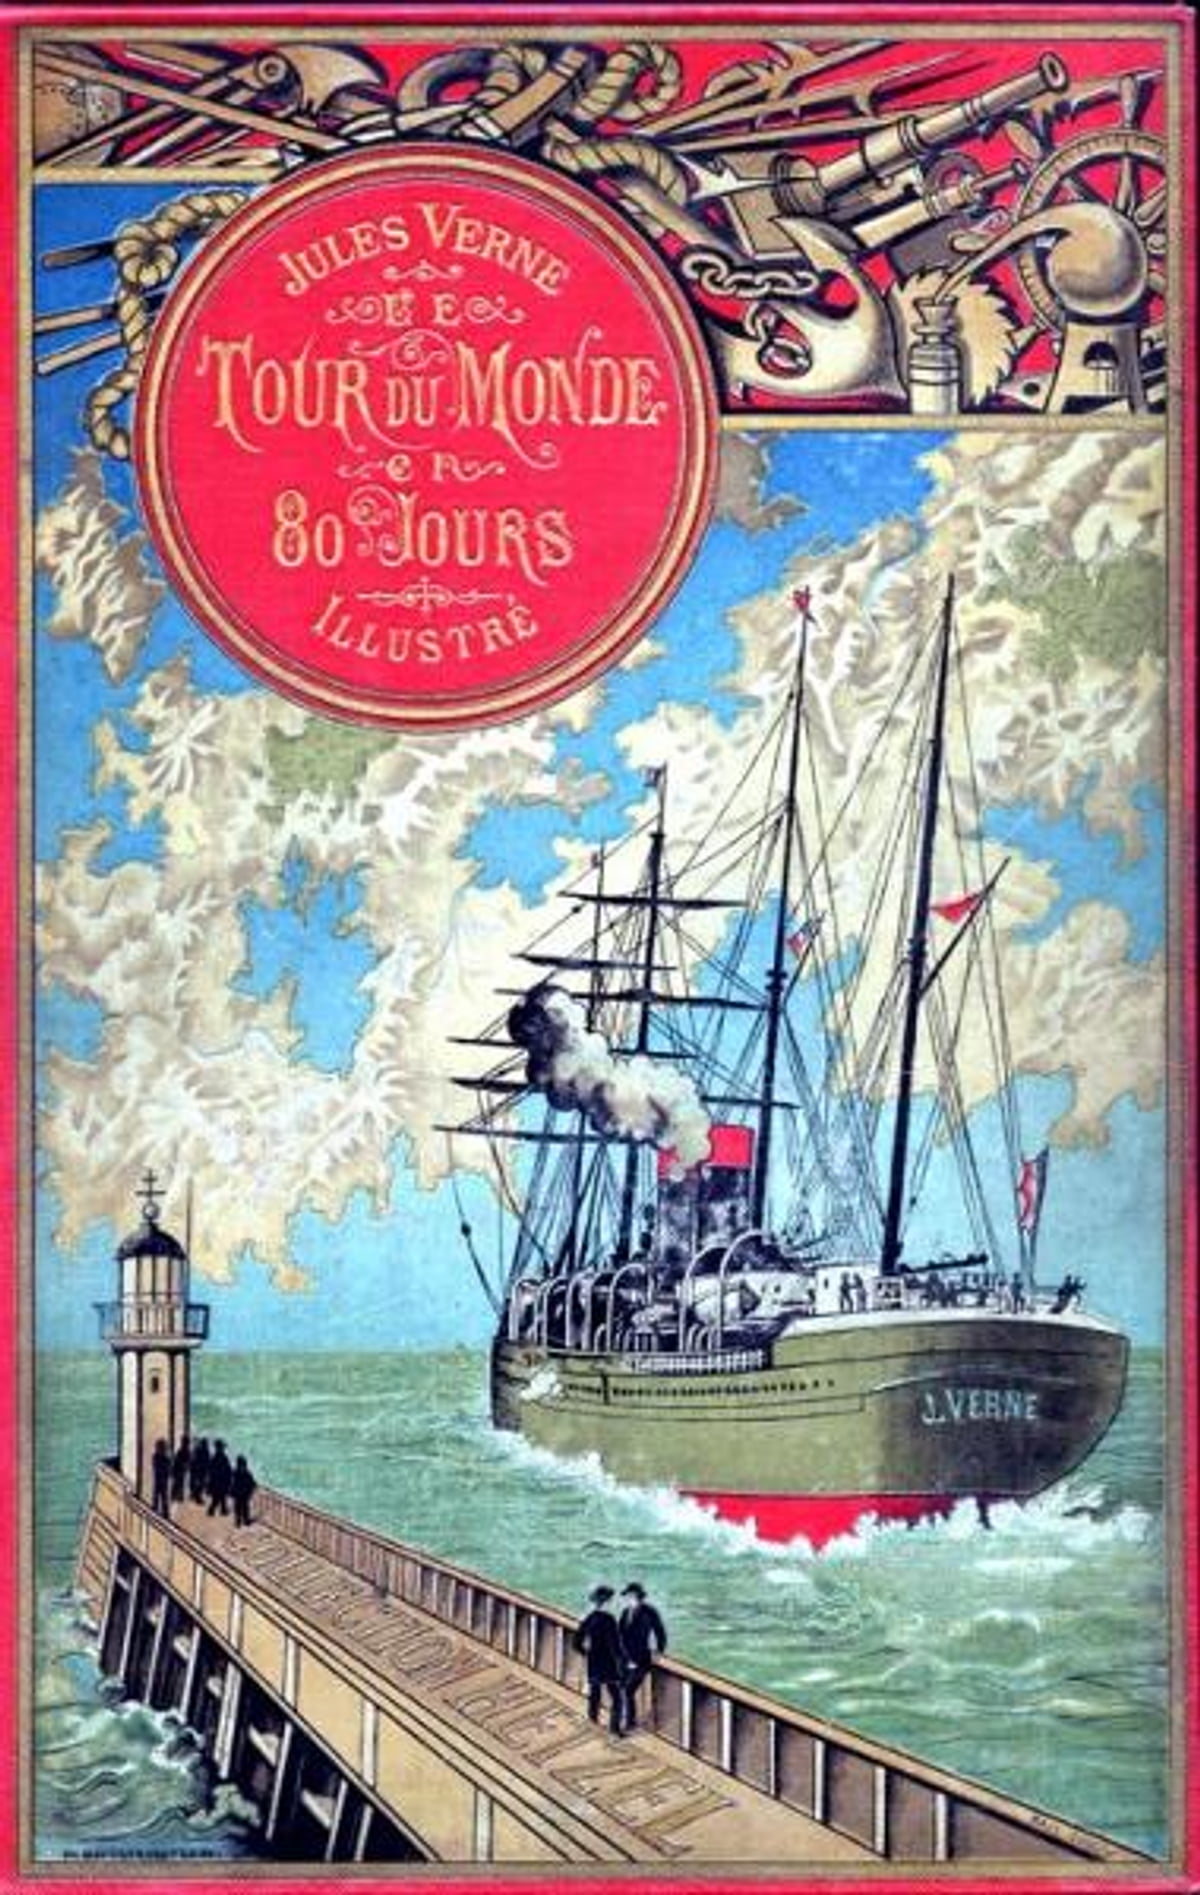 JULES VERNE
LE
TOUR DU MONDE
EN
80 JOURS
ILLUSTRÉ
J. VERNE
COLLECTION HETZEL